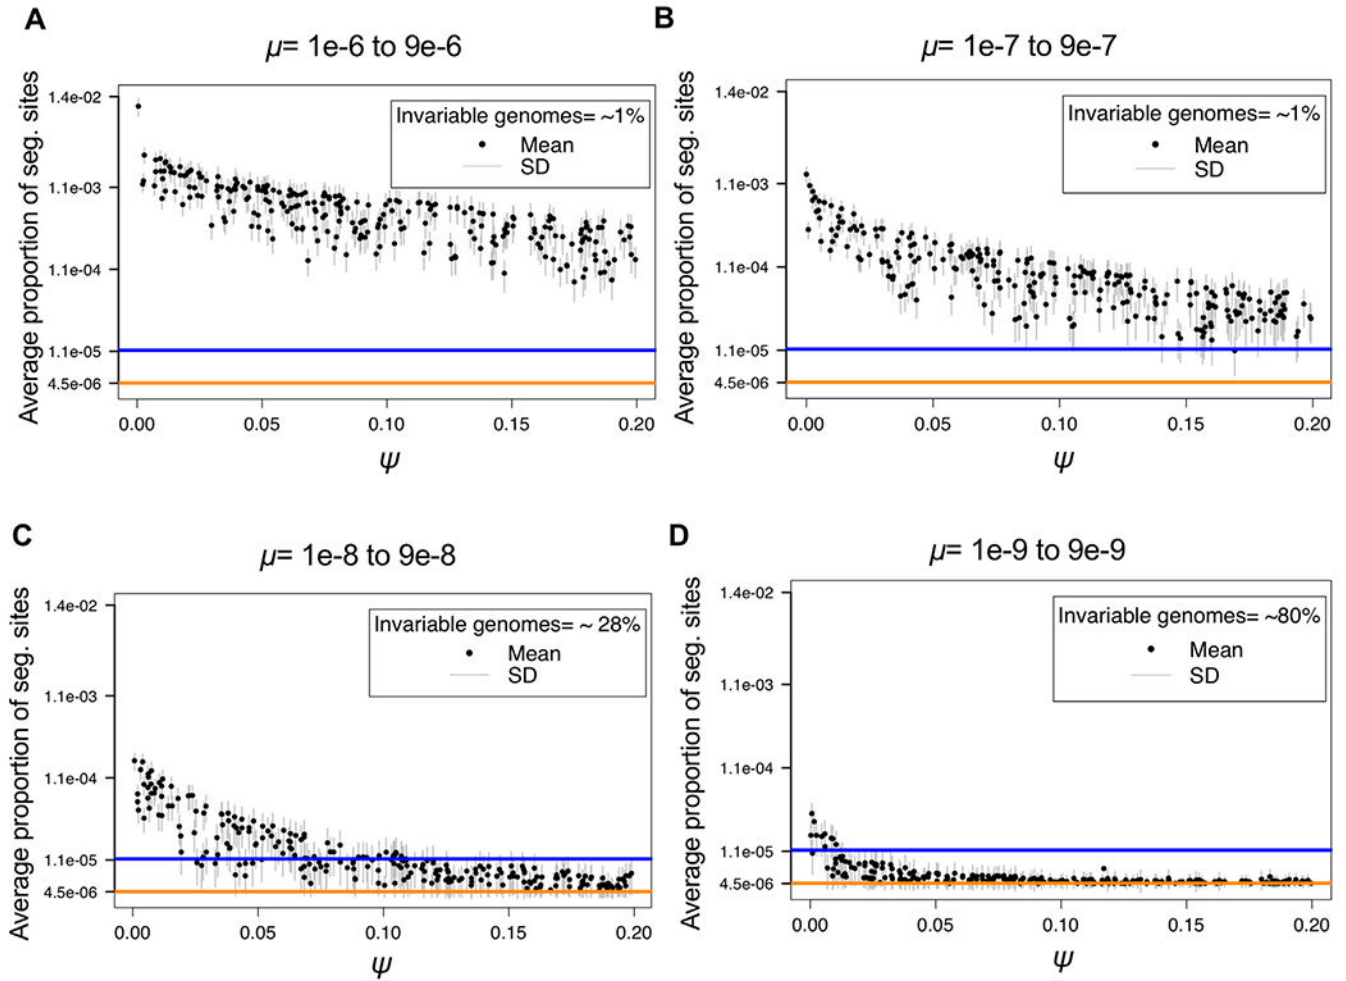 A
μ= 1e-6 to 9e-6
Average proportion of seg. sites
1.4e-02
1.1e-03
1.1e-04
1.1e-05
4.5e-06
Invariable genomes= ~1%
Mean
SD
0.00 0.05 0.10 0.15 0.20
ψ
B
μ= 1e-7 to 9e-7
Average proportion of seg. sites
1.4e-02
1.1e-03
1.1e-04
1.1e-05
4.5e-06
Invariable genomes= ~1%
Mean
SD
0.00 0.05 0.10 0.15 0.20
ψ
C
μ= 1e-8 to 9e-8
Average proportion of seg. sites
1.4e-02
1.1e-03
1.1e-04
1.1e-05
4.5e-06
Invariable genomes= ~ 28%
Mean
SD
0.00 0.05 0.10 0.15 0.20
ψ
D
μ= 1e-9 to 9e-9
Average proportion of seg. sites
1.4e-02
1.1e-03
1.1e-04
1.1e-05
4.5e-06
Invariable genomes= ~80%
Mean
SD
0.00 0.05 0.10 0.15 0.20
ψ